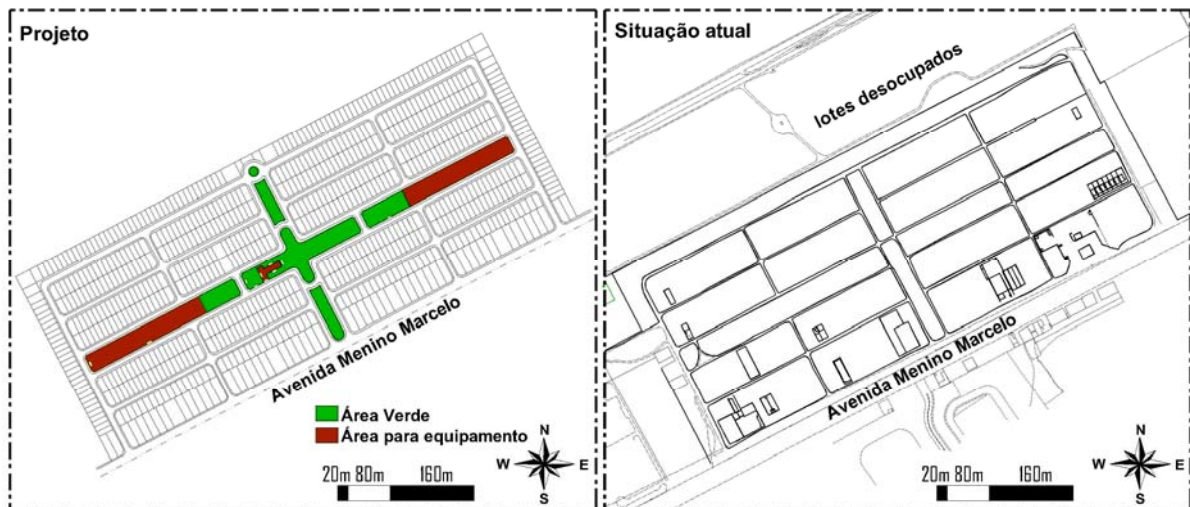 Projeto
Avenida Menino Marcelo
Área Verde
Área para equipamento
N
W
E
S
20m 80m 160m
Situação atual
lotes desocupados
Avenida Menino Marcelo
N
W
E
S
20m 80m 160m